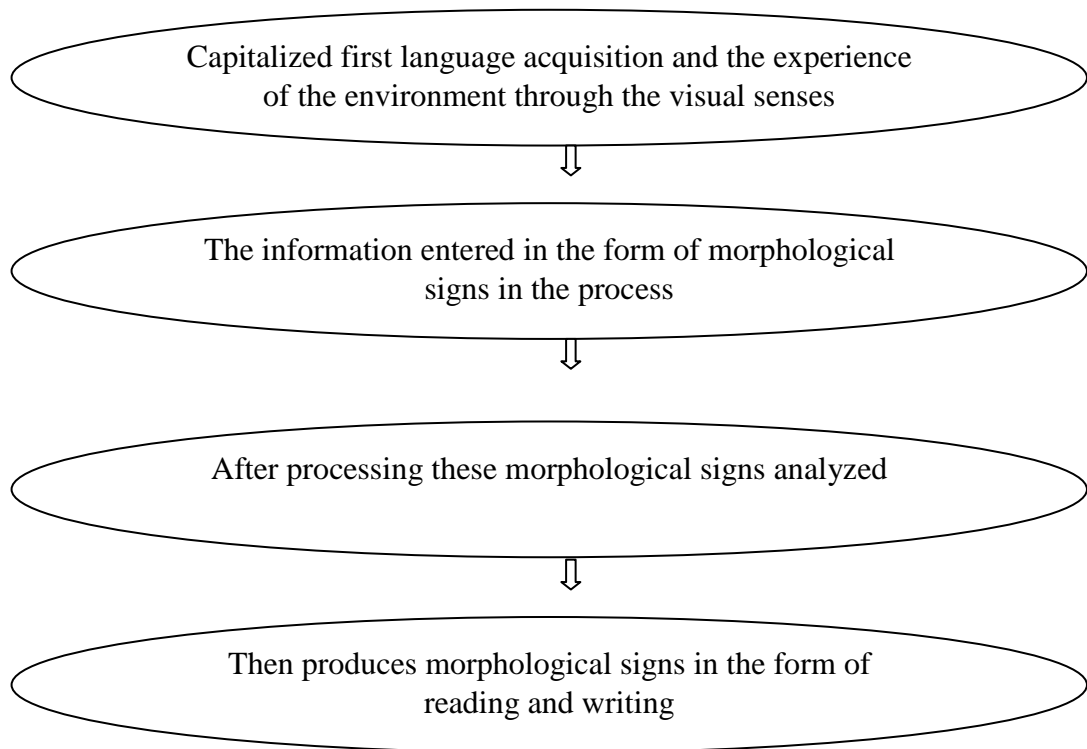 Capitalized first language acquisition and the experience
of the environment through the visual senses
The information entered in the form of morphological
signs in the process
After processing these morphological signs analyzed
Then produces morphological signs in the form of
reading and writing